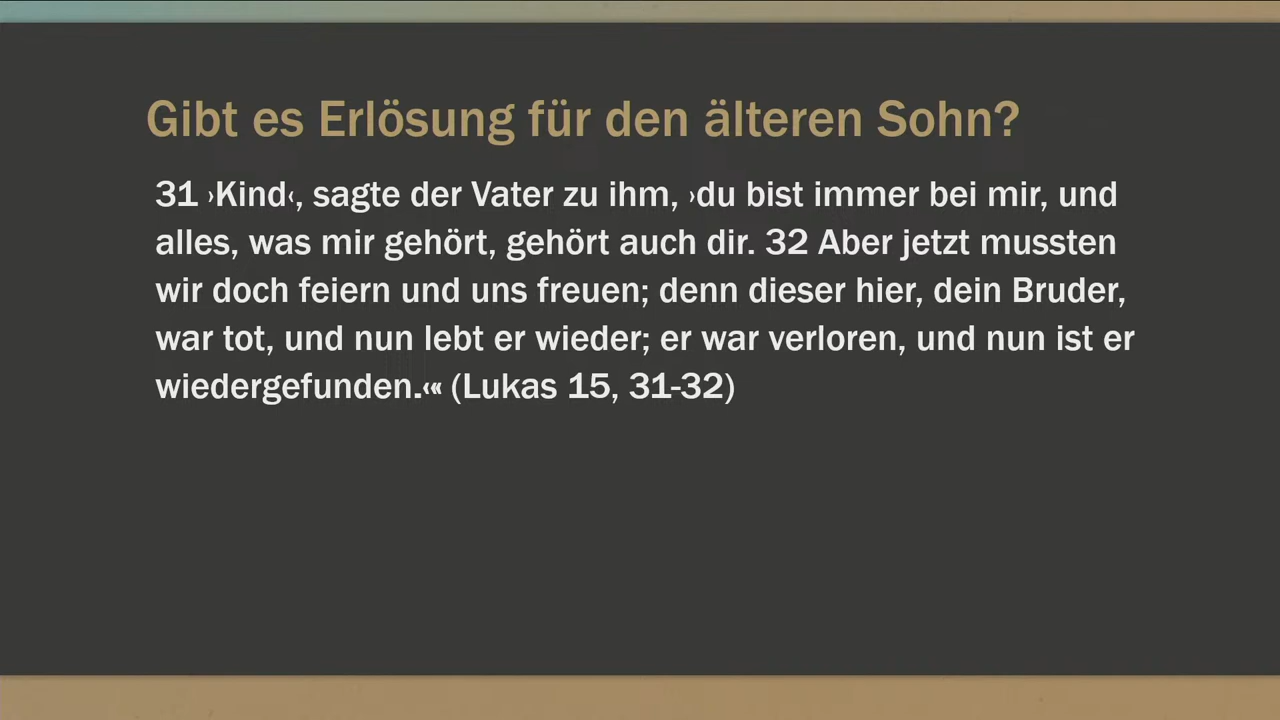 Gibt es Erlösung für den älteren Sohn?
31 ›Kind‹, sagte der Vater zu ihm, ›du bist immer bei mir, und
alles, was mir gehört, gehört auch dir. 32 Aber jetzt mussten
wir doch feiern und uns freuen; denn dieser hier, dein Bruder,
war tot, und nun lebt er wieder; er war verloren, und nun ist er
wiedergefunden.‹« (Lukas 15, 31-32)